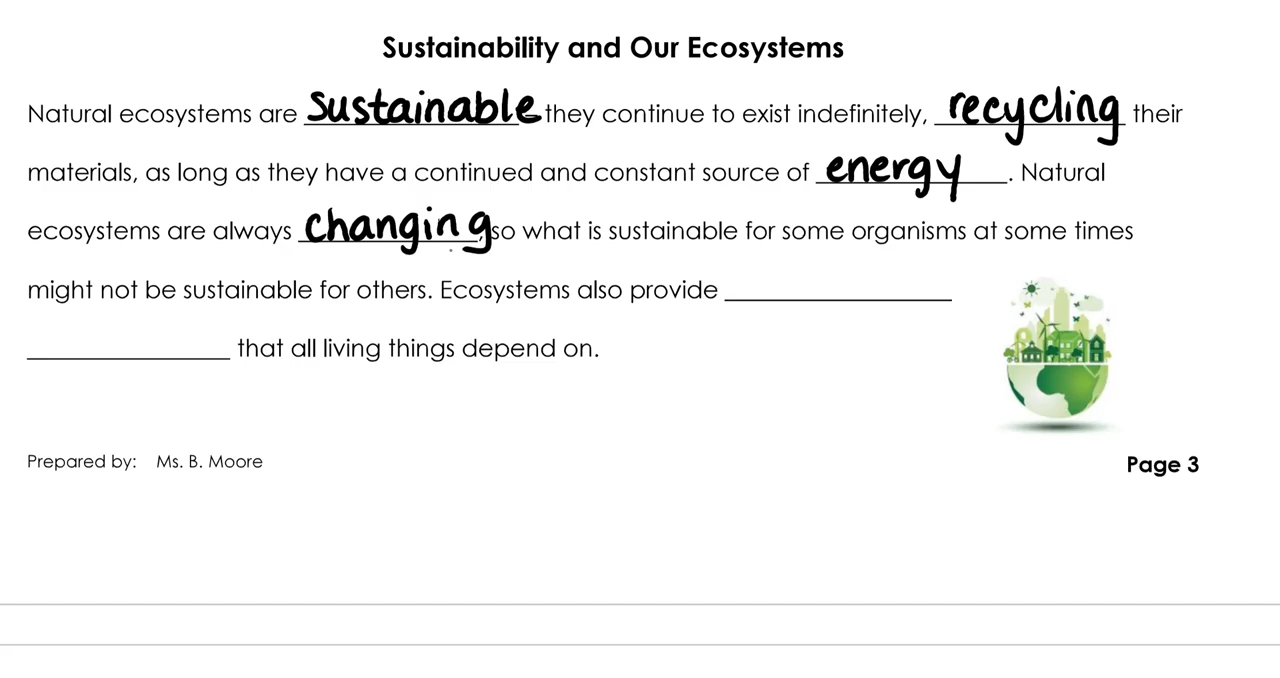 Sustainability and Our Ecosystems
Natural ecosystems are sustainable they continue to exist indefinitely, recycling their
materials, as long as they have a continued and constant source of energy. Natural
ecosystems are always changing, so what is sustainable for some organisms at some times
might not be sustainable for others. Ecosystems also provide ____________
____________ that all living things depend on.
Prepared by: Ms. B. Moore
Page 3